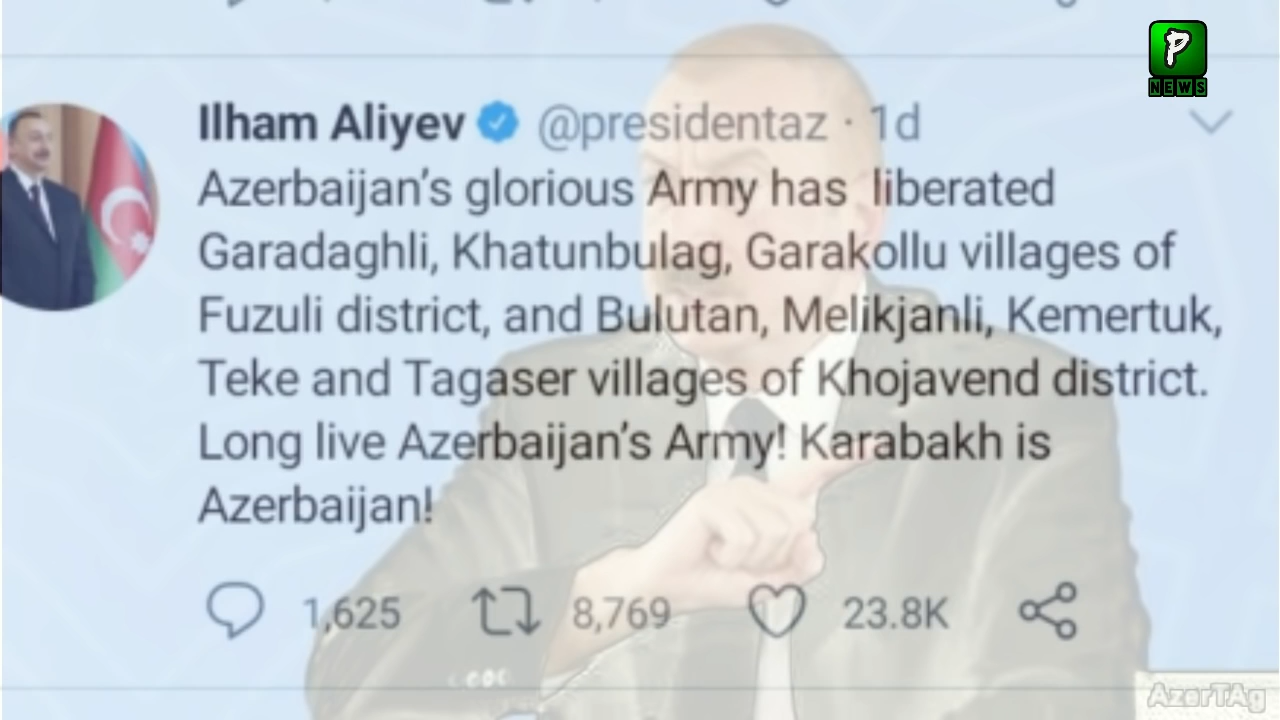 P
NEWS
Ilham Aliyev @presidentaz · 1d
Azerbaijan's glorious Army has liberated
Garadaghli, Khatunbulag, Garakollu villages of
Fuzuli district, and Bulutan, Melikjanli, Kemertuk,
Teke and Tagaser villages of Khojavend district.
Long live Azerbaijan's Army! Karabakh is
Azerbaijan!
1,625 8,769 23.8K
AzerTAg